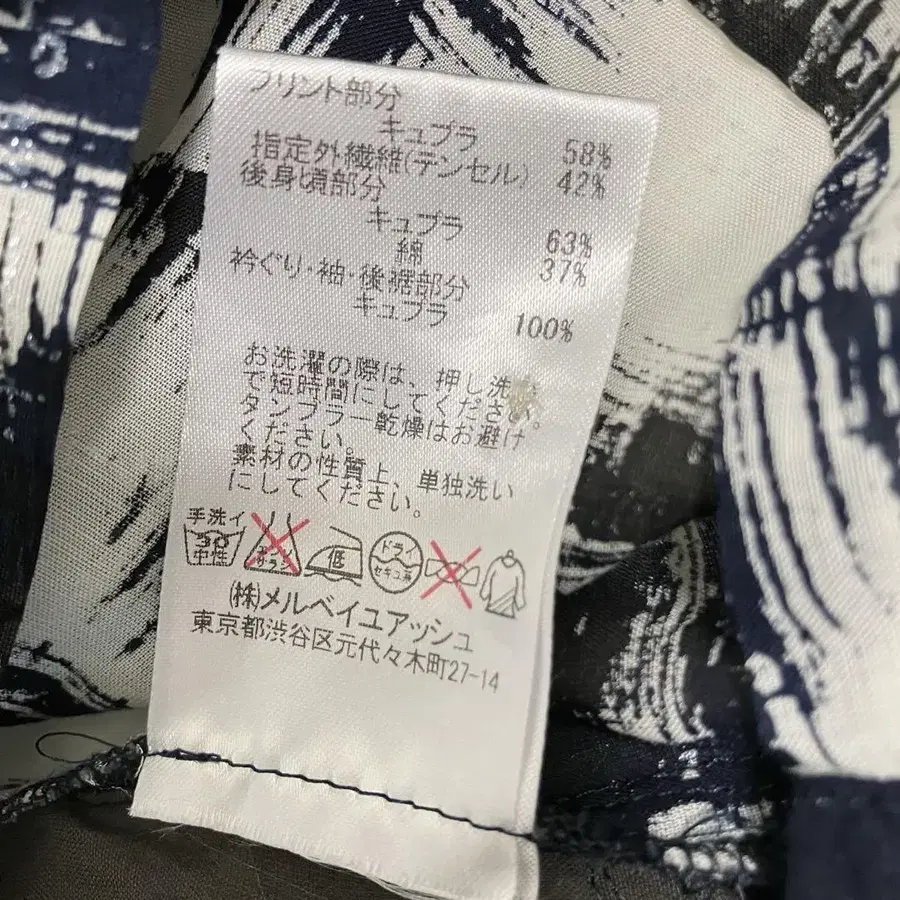 プリント部分
キュプラ 58%
指定外繊維(テンセル) 42%
後身頃部分
キュプラ 63%
綿 37%
衿ぐり・袖・後裾部分
キュプラ 100%
お洗濯の際は、押し洗い
で短時間にしてください。
タンブラー乾燥はお避け
ください。
素材の性質上、単独洗い
にしてください。
手洗イ
30
中性
エンソ
サラシ
低
ドライ
セキユ系
(株)メルベイユアッシュ
東京都渋谷区元代々木町27-14